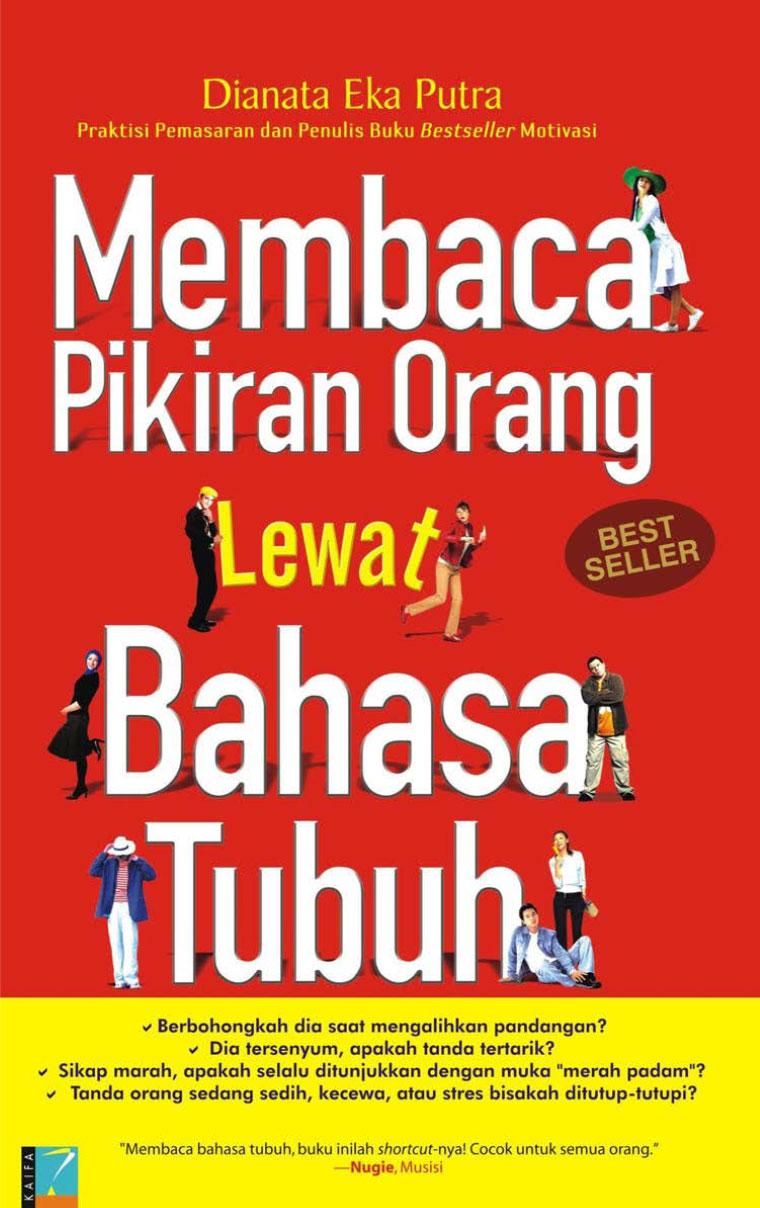 Dianata Eka Putra
Praktisi Pemasaran dan Penulis Buku Bestseller Motivasi
Membaca
Pikiran Orang
Lewat
BEST
SELLER
Bahasa
Tubuh
Berbohongkah dia saat mengalihkan pandangan?
Dia tersenyum, apakah tanda tertarik?
Sikap marah, apakah selalu ditunjukkan dengan muka "merah padam"?
Tanda orang sedang sedih, kecewa, atau stres bisakah ditutup-tutupi?
"Membaca bahasa tubuh, buku inilah shortcut-nya! Cocok untuk semua orang."
—Nugie, Musisi
KAIFA